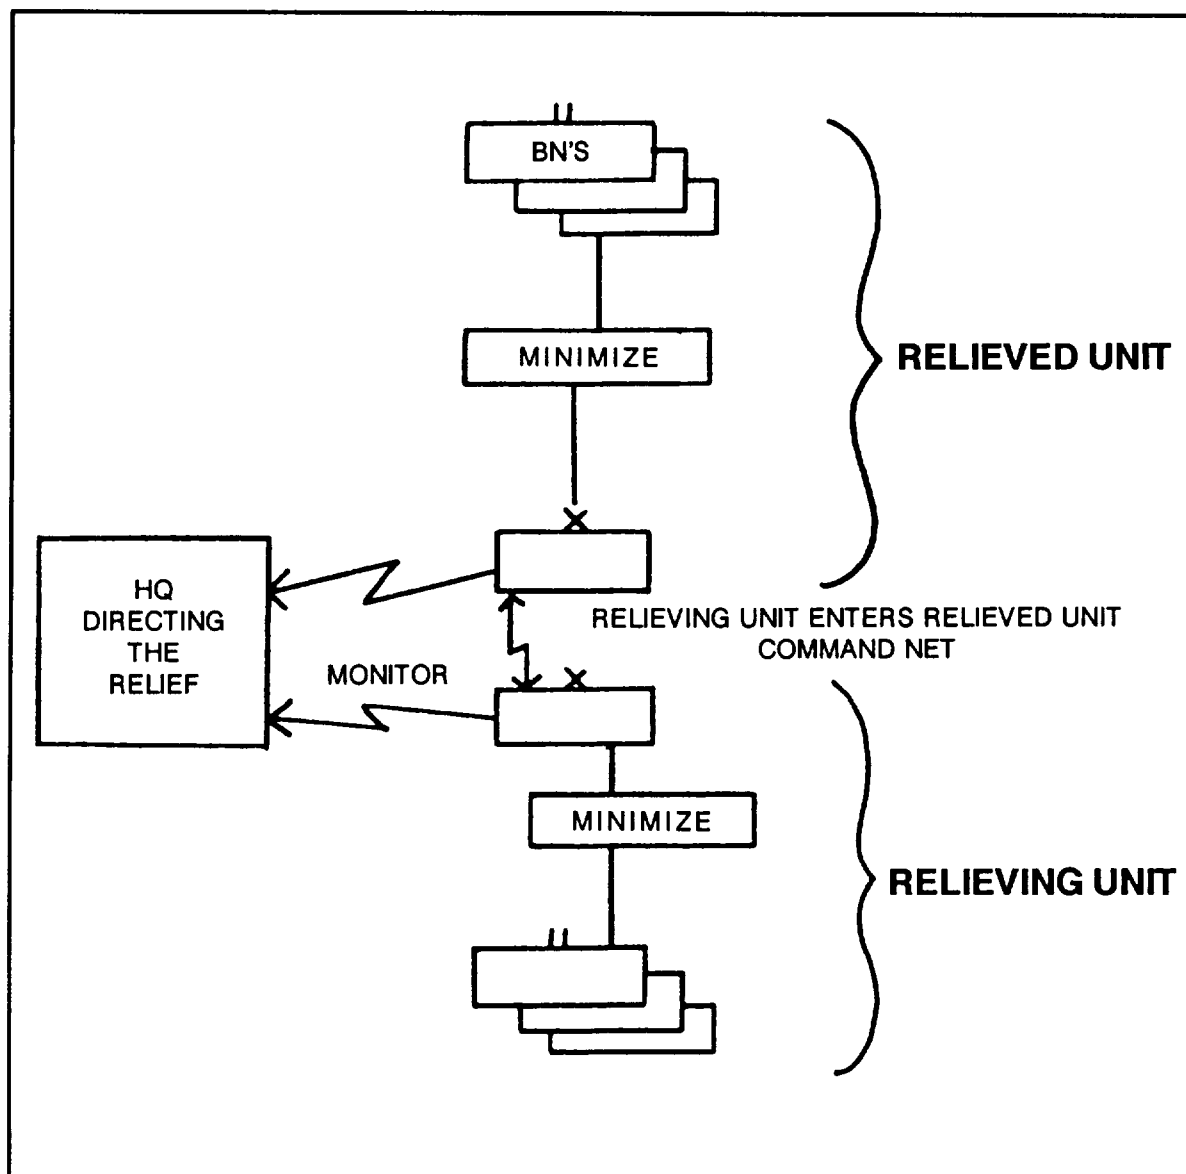 BN'S
MINIMIZE
RELIEVED UNIT
HQ
DIRECTING
THE
RELIEF
RELIEVING UNIT ENTERS RELIEVED UNIT
COMMAND NET
MONITOR
MINIMIZE
RELIEVING UNIT